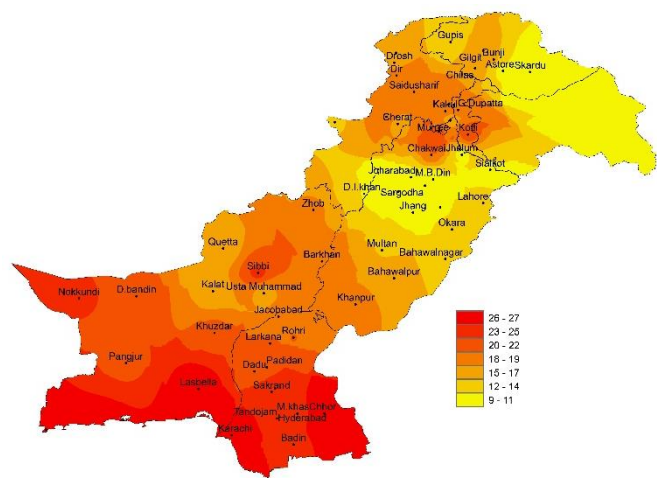 Gupis
Drosh
Gilgit
Bunji
Dir
Chilas
Astore
Skardu
Saidusharif
Kakul
G.Dupatta
Cherat
Murree
Kotli
Chakwal
Jhelum
Sialkot
Joharabad
M.B.Din
D.I.khan
Sargodha
Lahore
Zhob
Jhang
Okara
Quetta
Multan
Bahawalnagar
Barkhan
Sibbi
Bahawalpur
Kalat
Usta Muhammad
Nokkundi
D.bandin
Khanpur
Jacobabad
Khuzdar
Rohri
Larkana
Pangjur
Dadu
Padidan
Lasbella
Sakrand
Tandojam
M.khas
Chhor
Hyderabad
Karachi
Badin
26 - 27
23 - 25
20 - 22
18 - 19
15 - 17
12 - 14
9 - 11